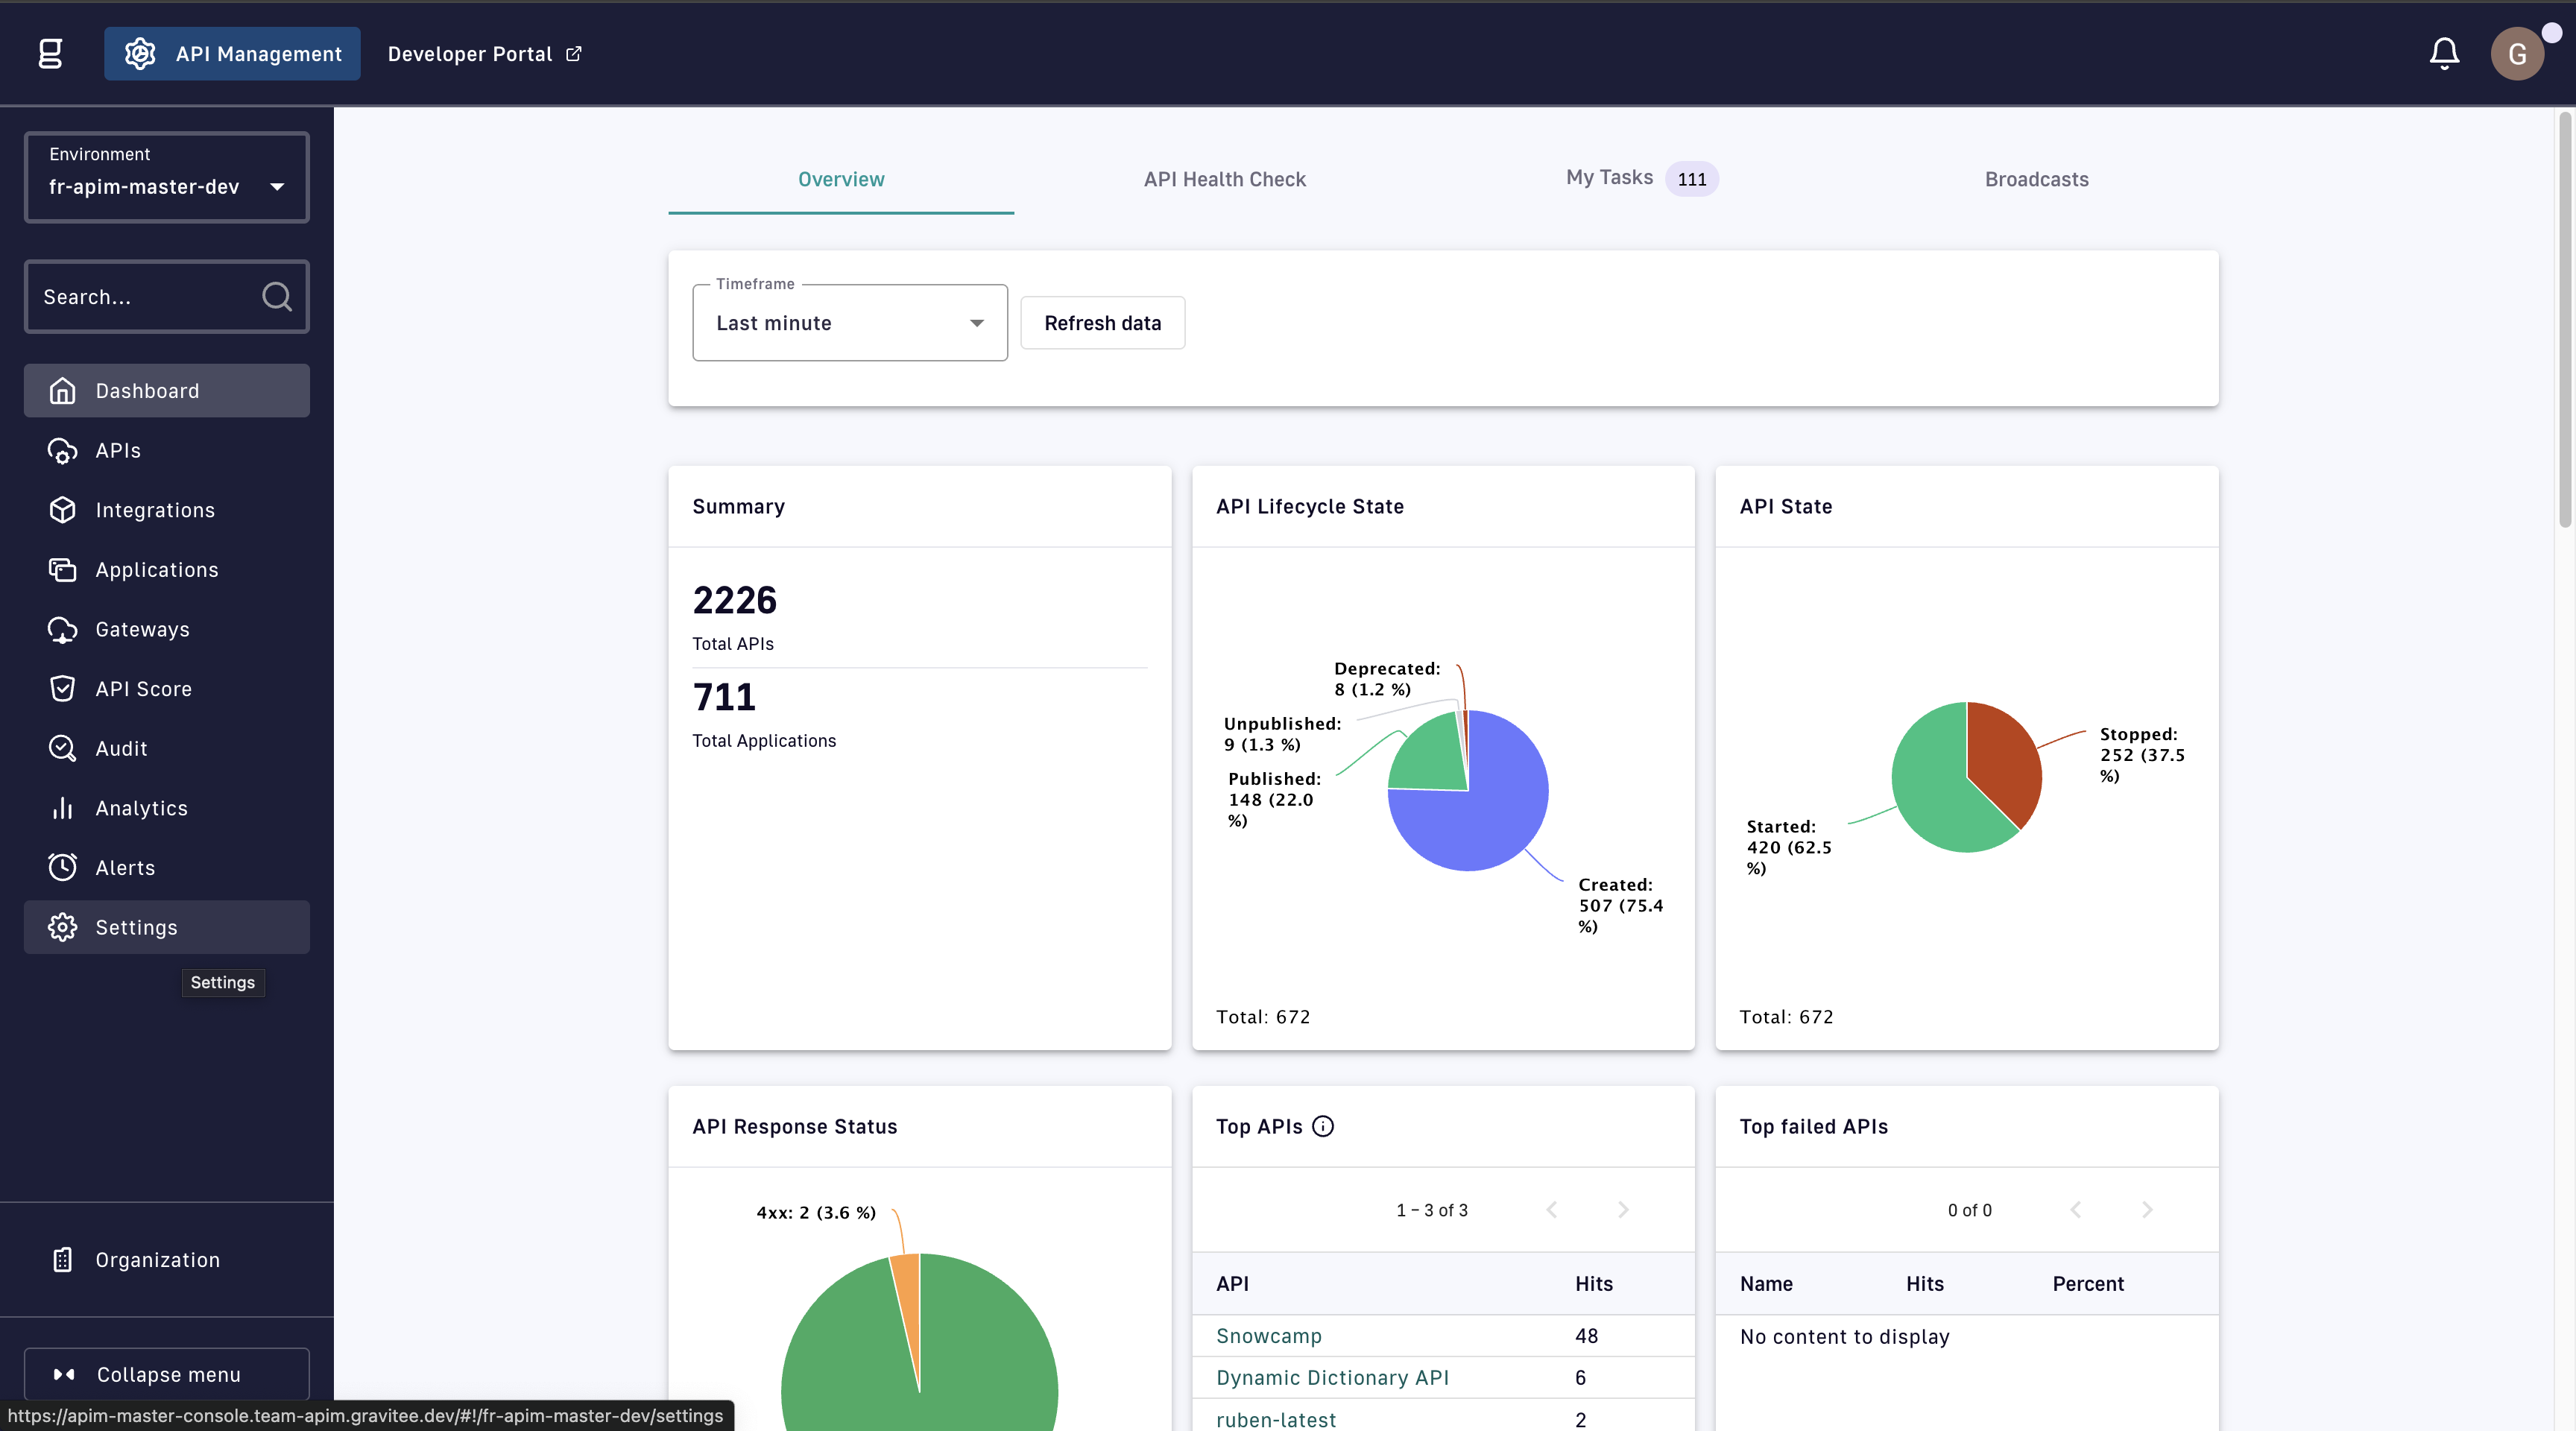 g
API Management
Developer Portal
G
Environment
fr-apim-master-dev
Search...
Dashboard
APIs
Integrations
Applications
Gateways
API Score
Audit
Analytics
Alerts
Settings
Settings
Organization
Collapse menu
https://apim-master-console.team-apim.gravitee.dev/#!/fr-apim-master-dev/settings
Overview
API Health Check
My Tasks 111
Broadcasts
Timeframe
Last minute
Refresh data
Summary
2226
Total APIs
711
Total Applications
API Lifecycle State
Deprecated:
8 (1.2 %)
Unpublished:
9 (1.3 %)
Published:
148 (22.0
%)
Created:
507 (75.4
%)
Total: 672
API State
Stopped:
252 (37.5
%)
Started:
420 (62.5
%)
Total: 672
API Response Status
4xx: 2 (3.6 %)
Top APIs
1 – 3 of 3
API Hits
Snowcamp 48
Dynamic Dictionary API 6
ruben-latest 2
Top failed APIs
0 of 0
Name Hits Percent
No content to display